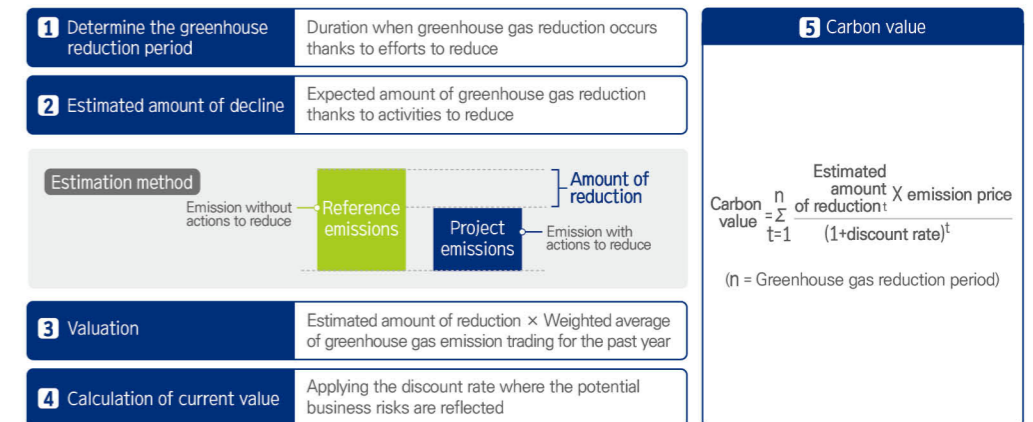 1 Determine the greenhouse
reduction period
Duration when greenhouse gas reduction occurs
thanks to efforts to reduce
2 Estimated amount of decline
Expected amount of greenhouse gas reduction
thanks to activities to reduce
Estimation method
Emission without
actions to reduce
Reference
emissions
Project
emissions
Amount of
reduction
Emission with
actions to reduce
3 Valuation
Estimated amount of reduction × Weighted average
of greenhouse gas emission trading for the past year
4 Calculation of current value
Applying the discount rate where the potential
business risks are reflected
5 Carbon value
Carbon
value
=
n
Σ
t=1
Estimated
amount
of reduction t
X emission price
(1+discount rate)^t
(n = Greenhouse gas reduction period)